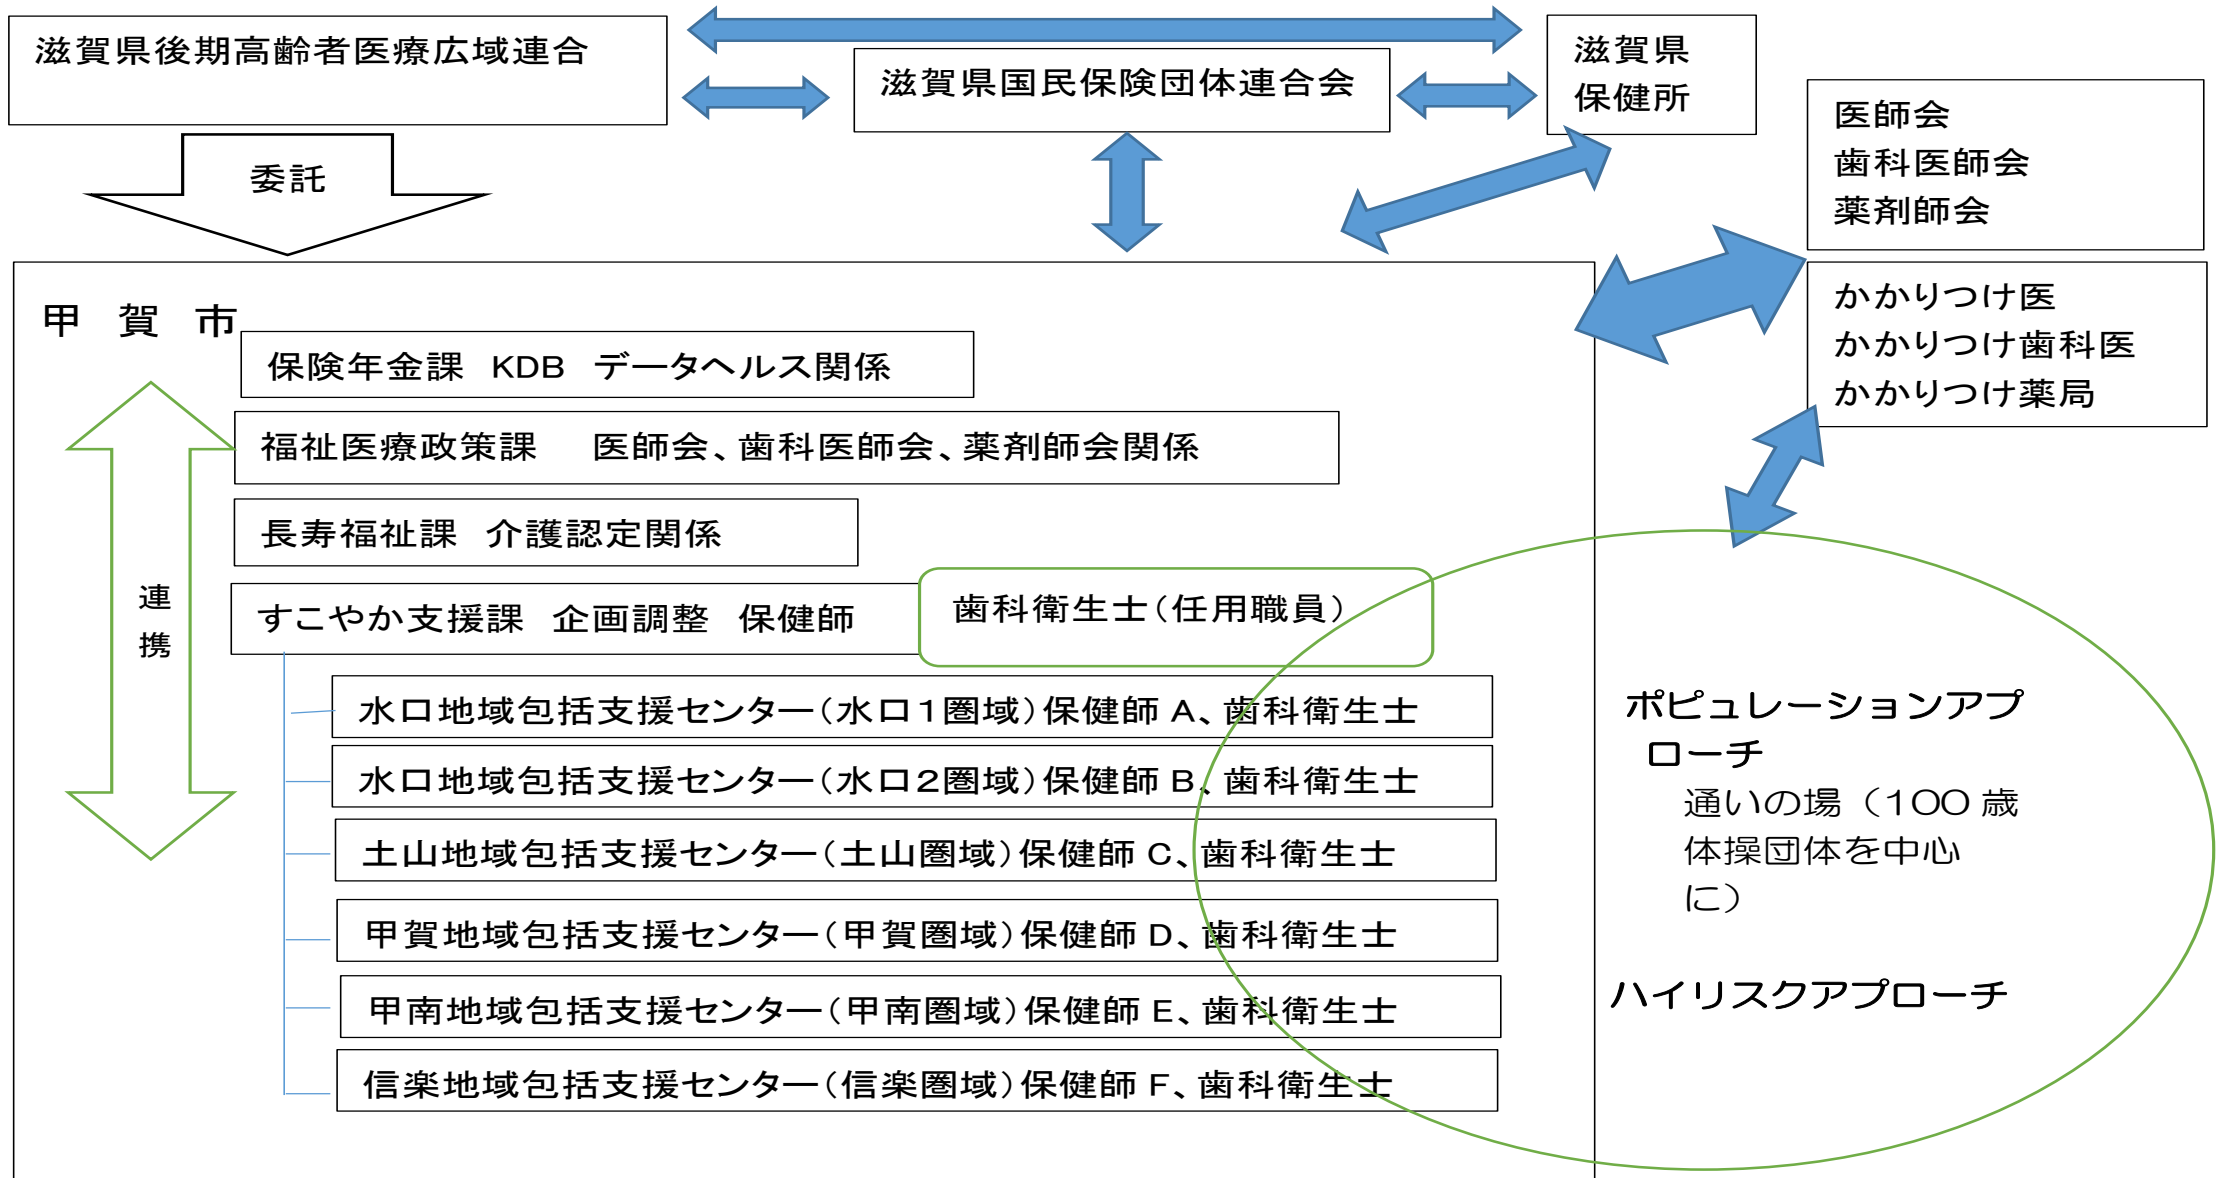 滋賀県後期高齢者医療広域連合
滋賀県国民保険団体連合会
滋賀県
保健所
医師会
歯科医師会
薬剤師会
委託
かかりつけ医
かかりつけ歯科医
かかりつけ薬局
甲 賀 市
保険年金課 KDB データヘルス関係
福祉医療政策課 医師会、歯科医師会、薬剤師会関係
長寿福祉課 介護認定関係
連
携
すこやか支援課 企画調整 保健師
歯科衛生士(任用職員)
水口地域包括支援センター(水口1圏域)保健師 A、歯科衛生士
水口地域包括支援センター(水口2圏域)保健師 B、歯科衛生士
土山地域包括支援センター(土山圏域)保健師 C、歯科衛生士
甲賀地域包括支援センター(甲賀圏域)保健師 D、歯科衛生士
甲南地域包括支援センター(甲南圏域)保健師 E、歯科衛生士
信楽地域包括支援センター(信楽圏域)保健師 F、歯科衛生士
ポピュレーションアプ
ローチ
通いの場(100 歳
体操団体を中心
に)
ハイリスクアプローチ